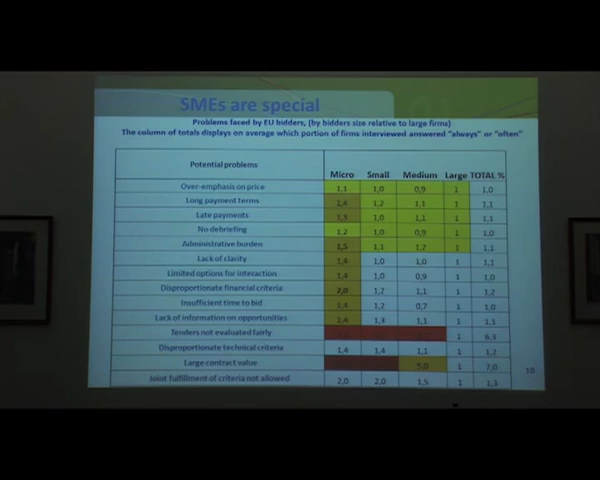 SMEs are special
Problems faced by EU bidders, (by bidders size relative to large firms)
The column of totals displays on average which portion of firms interviewed answered "always" or "often"
Potential problems Micro Small Medium Large TOTAL %
Over-emphasis on price 1,1 1,0 0,9 1 1,0
Long payment terms 1,4 1,2 1,1 1 1,1
Late payments 1,3 1,0 1,1 1 1,1
No debriefing 1,2 1,0 0,9 1 1,0
Administrative burden 1,5 1,1 1,2 1 1,1
Lack of clarity 1,4 1,0 1,0 1 1,1
Limited options for interaction 1,4 1,0 0,9 1 1,0
Disproportionate financial criteria 2,0 1,2 1,1 1 1,2
Insufficient time to bid 1,4 1,2 0,7 1 1,0
Lack of information on opportunities 1,4 1,3 1,1 1 1,1
Tenders not evaluated fairly 1 6,3
Disproportionate technical criteria 1,4 1,4 1,1 1 1,2
Large contract value 5,0 1 7,0
Joint fulfillment of criteria not allowed 2,0 2,0 1,5 1 1,3
10